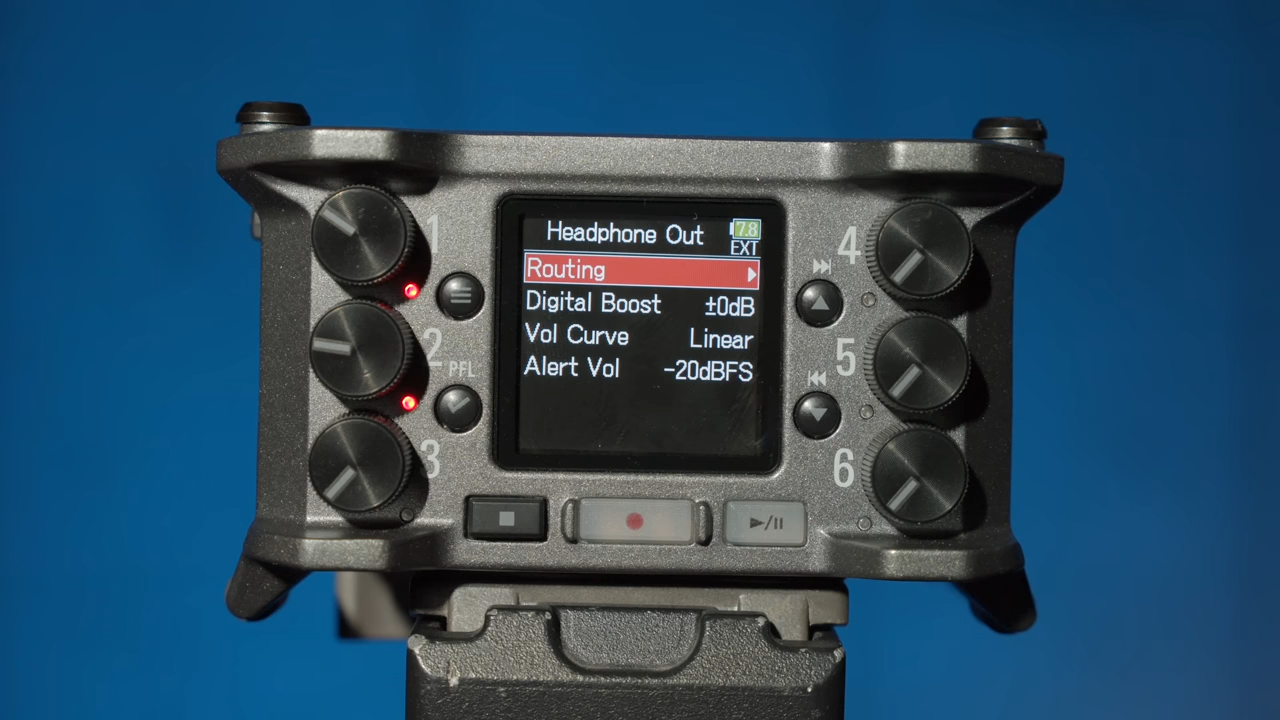 Headphone Out
7.8
EXT
Routing
Digital Boost ±0dB
Vol Curve Linear
Alert Vol -20dBFS
1
2
PFL
3
4
5
6